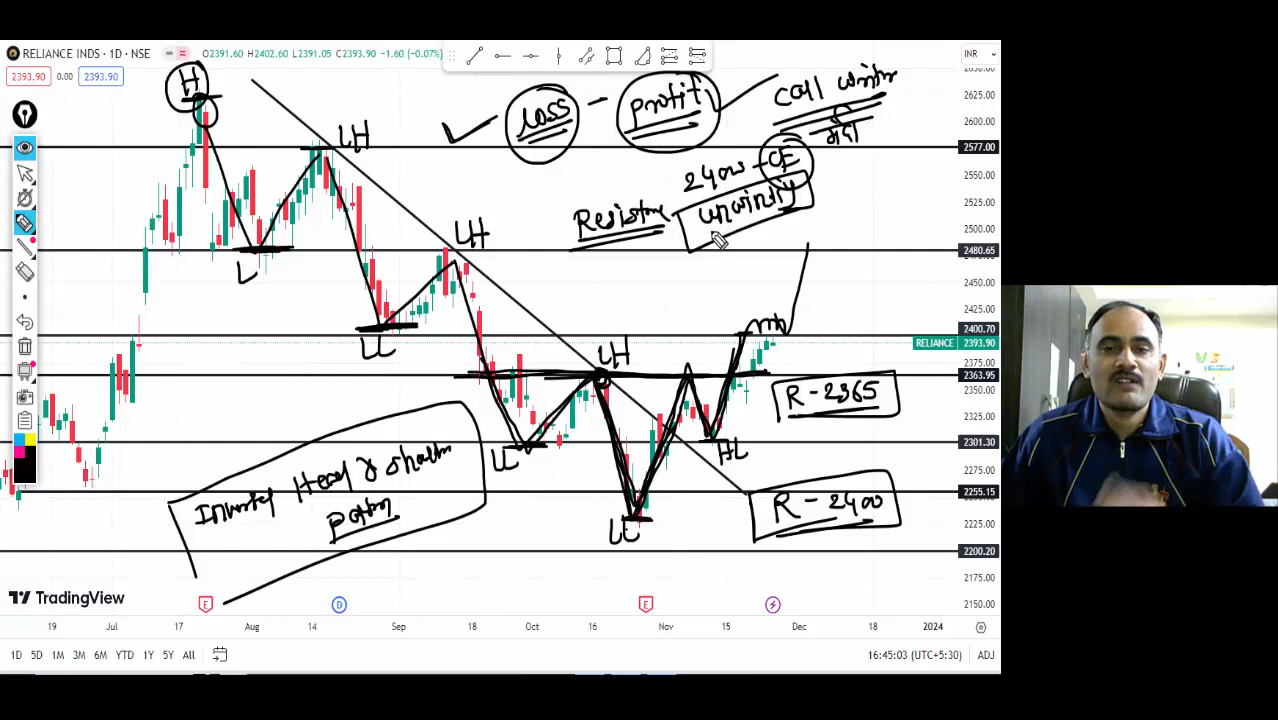 RELIANCE INDS · 1D · NSE
O2391.60 H2402.60 L2391.05 C2393.90 −1.60 (−0.07%)
INR
2393.90 0.00 2393.90
2625.00
2577.00
2550.00
2525.00
2500.00
2480.65
2450.00
2425.00
2400.70
RELIANCE 2393.90
2375.00
2363.95
2350.00
2325.00
2301.30
2275.00
2255.15
2225.00
2200.20
2175.00
2150.00
H
LH
loss - profit
call writer
2400 - CE
unwinding
Resistance
L
LH
LL
LH
R - 2365
LL
HL
R - 2400
LL
Inverted Head & Shoulder
Pattern
TradingView
E D E
19 Jul 17 Aug 14 Sep 18 Oct 16 Nov 15 Dec 18 2024
1D 5D 1M 3M 6M YTD 1Y 5Y All
16:45:03 (UTC+5:30) ADJ